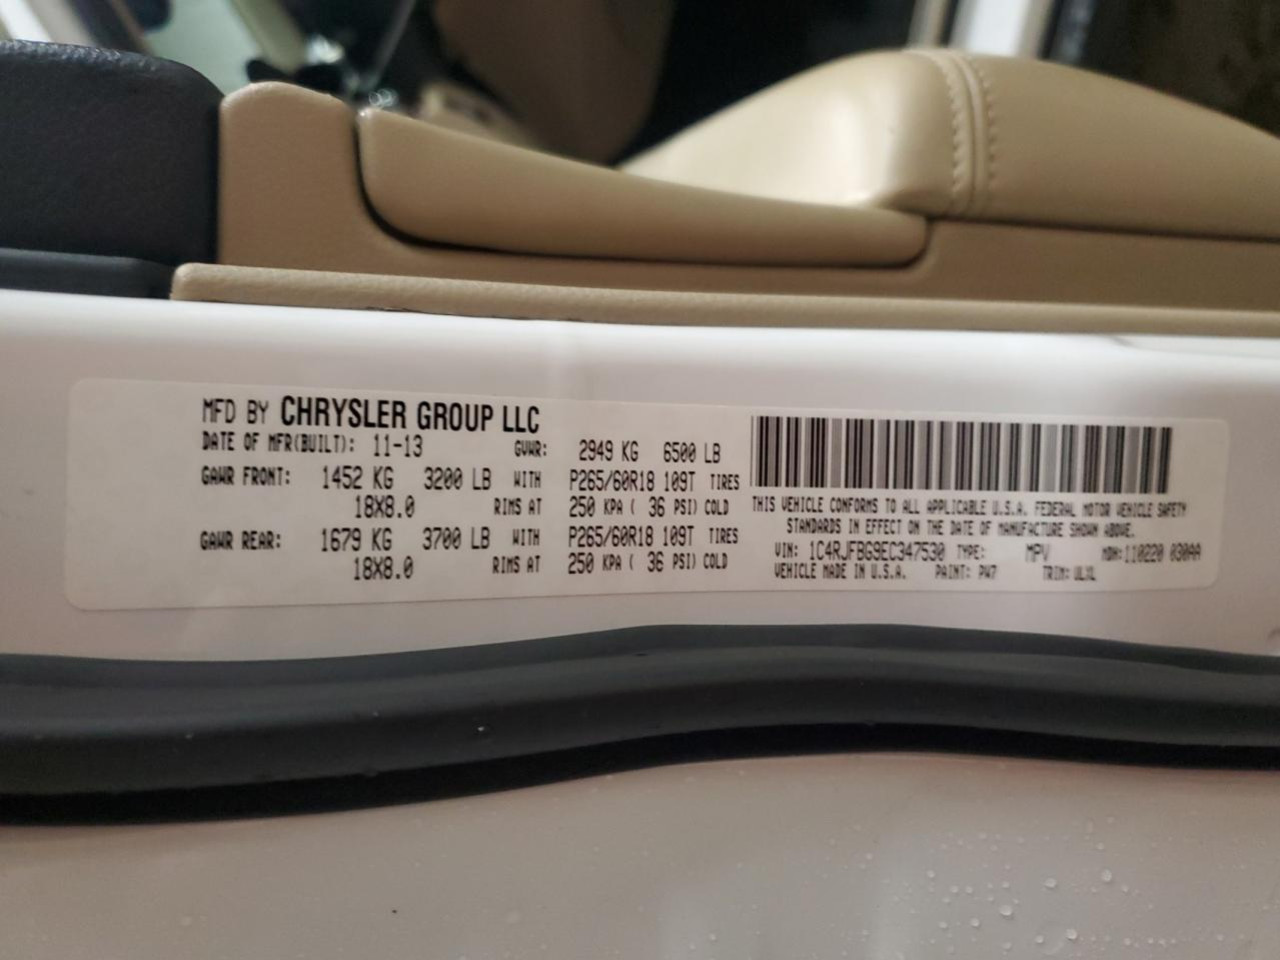 MFD BY CHRYSLER GROUP LLC
DATE OF MFR(BUILT): 11-13 GVWR: 2949 KG 6500 LB
GAWR FRONT: 1452 KG 3200 LB WITH P265/60R18 109T TIRES
18X8.0 RIMS AT 250 KPA ( 36 PSI) COLD
GAWR REAR: 1679 KG 3700 LB WITH P265/60R18 109T TIRES
18X8.0 RIMS AT 250 KPA ( 36 PSI) COLD
THIS VEHICLE CONFORMS TO ALL APPLICABLE U.S.A. FEDERAL MOTOR VEHICLE SAFETY
STANDARDS IN EFFECT ON THE DATE OF MANUFACTURE SHOWN ABOVE.
VIN: 1C4RJFBG9EC347530 TYPE: MPV MDH:110220 030AA
VEHICLE MADE IN U.S.A. PAINT: PW7 TRIM: